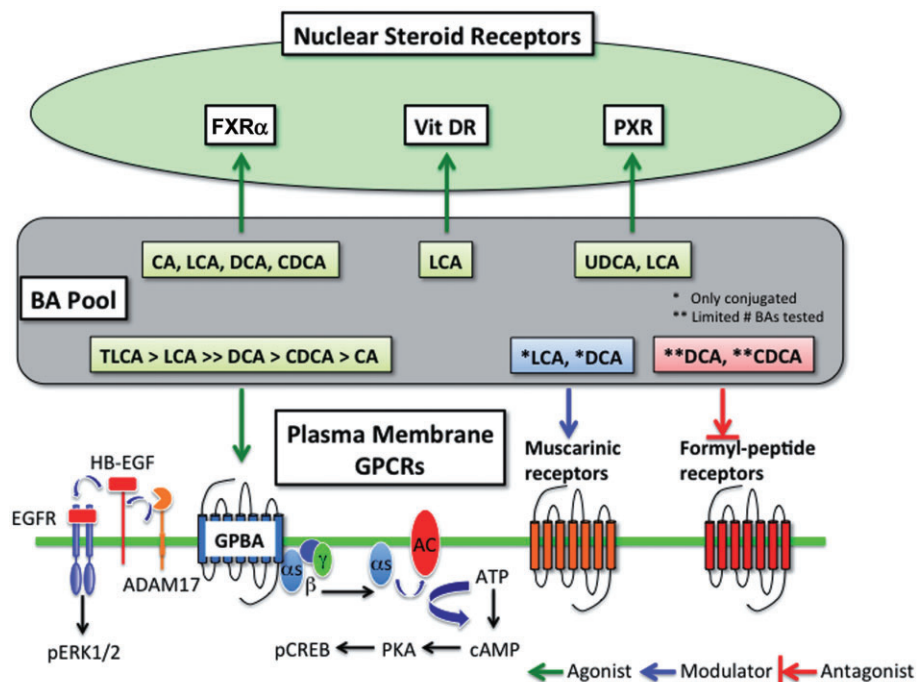 Nuclear Steroid Receptors
FXRα
Vit DR
PXR
CA, LCA, DCA, CDCA
LCA
UDCA, LCA
BA Pool
* Only conjugated
** Limited # BAs tested
TLCA > LCA >> DCA > CDCA > CA
*LCA, *DCA
**DCA, **CDCA
Plasma Membrane
GPCRs
Muscarinic
receptors
Formyl-peptide
receptors
HB-EGF
EGFR
ADAM17
GPBA
αs
β
γ
αs
AC
ATP
pERK1/2
pCREB
PKA
cAMP
Agonist
Modulator
Antagonist